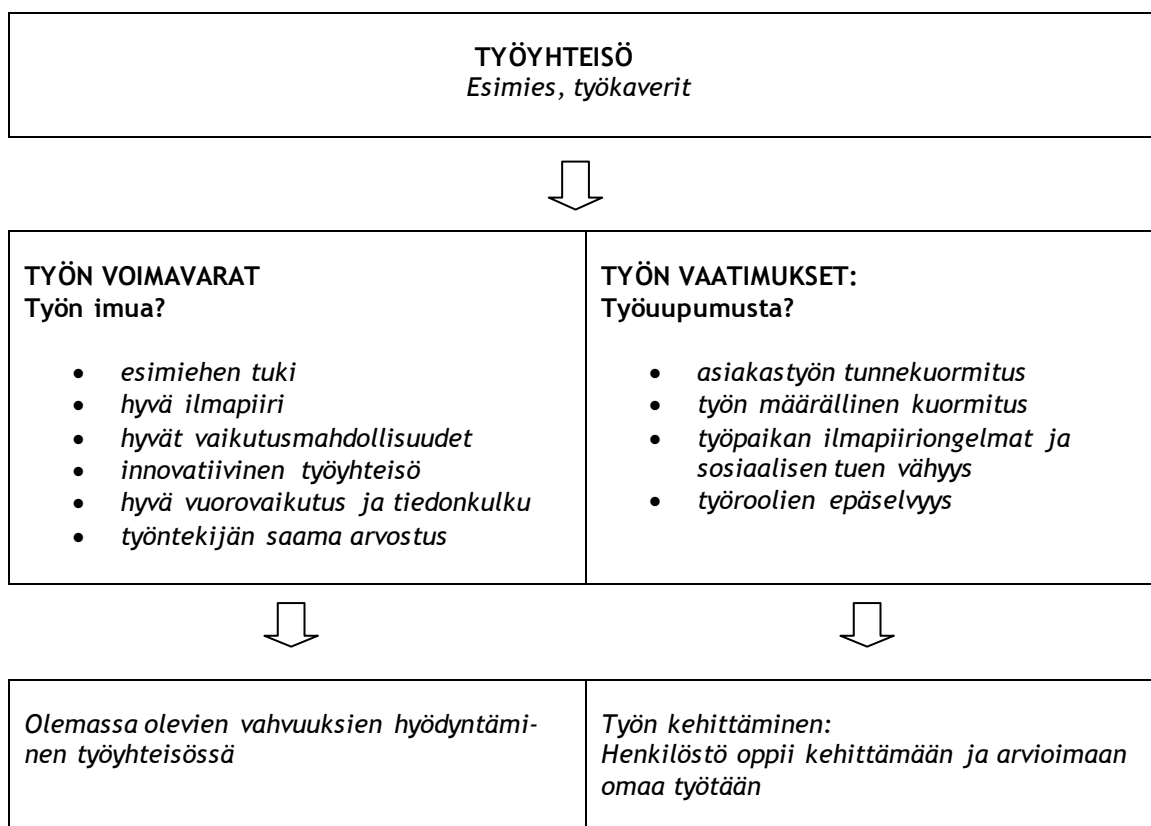 TYÖYHTEISÖ
Esimies, työkaverit
TYÖN VOIMAVARAT
Työn imua?
• esimiehen tuki
• hyvä ilmapiiri
• hyvät vaikutusmahdollisuudet
• innovatiivinen työyhteisö
• hyvä vuorovaikutus ja tiedonkulku
• työntekijän saama arvostus
TYÖN VAATIMUKSET:
Työuupumusta?
• asiakastyön tunnekuormitus
• työn määrällinen kuormitus
• työpaikan ilmapiiriongelmat ja
sosiaalisen tuen vähyys
• työroolien epäselvyys
Olemassa olevien vahvuuksien hyödyntämi-
nen työyhteisössä
Työn kehittäminen:
Henkilöstö oppii kehittämään ja arvioimaan
omaa työtään